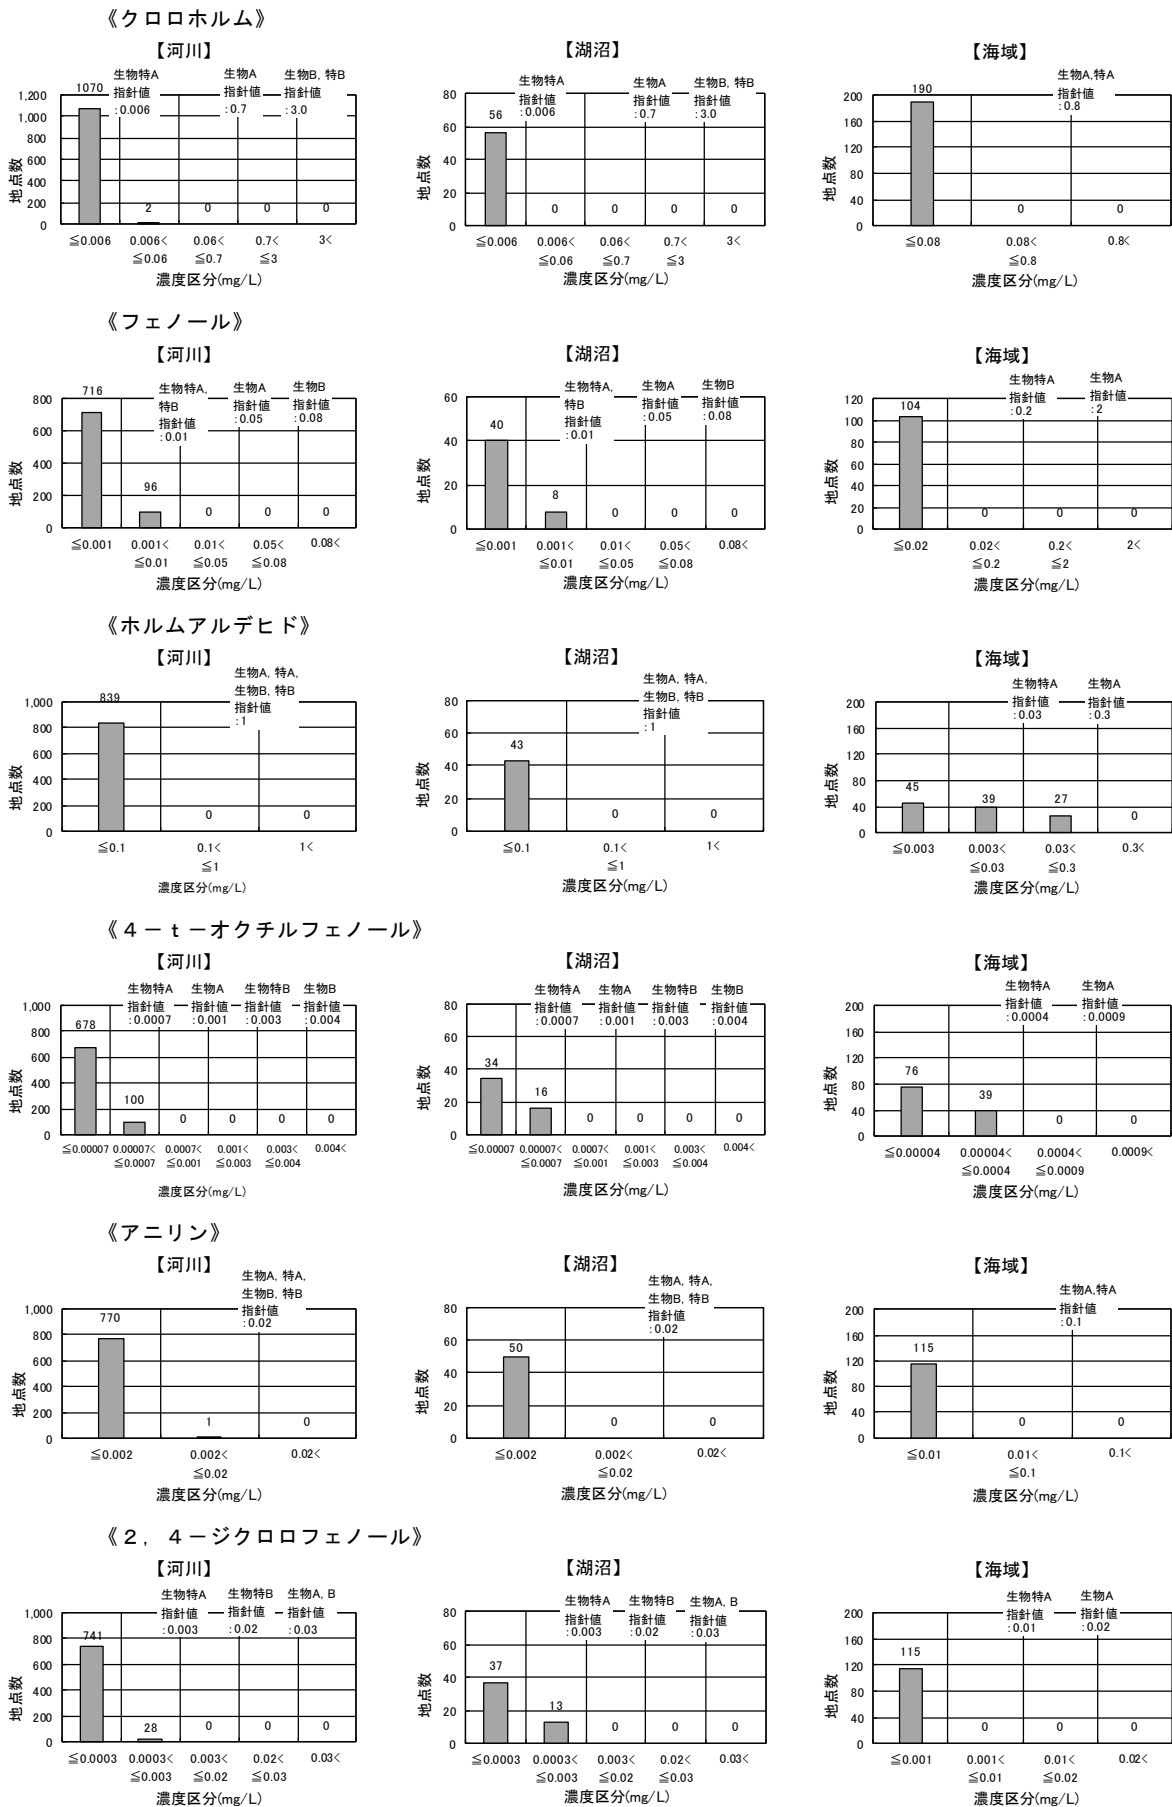 《クロロホルム》
【河川】
1070
生物特A
指針値
:0.006
生物A
指針値
:0.7
生物B, 特B
指針値
:3.0
1,200
1,000
800
600
400
200
0
地点数
2
0
0
0
≦0.006
0.006<
≦0.06
0.06<
≦0.7
0.7<
≦3
3<
濃度区分(mg/L)
【湖沼】
生物特A
指針値
:0.006
生物A
指針値
:0.7
生物B, 特B
指針値
:3.0
80
60
40
20
0
地点数
56
0
0
0
0
≦0.006
0.006<
≦0.06
0.06<
≦0.7
0.7<
≦3
3<
濃度区分(mg/L)
【海域】
190
生物A,特A
指針値
:0.8
200
160
120
80
40
0
地点数
0
0
≦0.08
0.08<
≦0.8
0.8<
濃度区分(mg/L)
《フェノール》
【河川】
716
生物特A,
特B
指針値
:0.01
生物A
指針値
:0.05
生物B
指針値
:0.08
800
600
400
200
0
地点数
96
0
0
0
≦0.001
0.001<
≦0.01
0.01<
≦0.05
0.05<
≦0.08
0.08<
濃度区分(mg/L)
【湖沼】
生物特A,
特B
指針値
:0.01
生物A
指針値
:0.05
生物B
指針値
:0.08
60
40
20
0
地点数
40
8
0
0
0
≦0.001
0.001<
≦0.01
0.01<
≦0.05
0.05<
≦0.08
0.08<
濃度区分(mg/L)
【海域】
104
生物特A
指針値
:0.2
生物A
指針値
:2
120
100
80
60
40
20
0
地点数
0
0
0
≦0.02
0.02<
≦0.2
0.2<
≦2
2<
濃度区分(mg/L)
《ホルムアルデヒド》
【河川】
839
生物A, 特A,
生物B, 特B
指針値
:1
1,000
800
600
400
200
0
地点数
0
0
≦0.1
0.1<
≦1
1<
濃度区分(mg/L)
【湖沼】
生物A, 特A,
生物B, 特B
指針値
:1
80
60
40
20
0
地点数
43
0
0
≦0.1
0.1<
≦1
1<
濃度区分(mg/L)
【海域】
生物特A
指針値
:0.03
生物A
指針値
:0.3
200
160
120
80
40
0
地点数
45
39
27
0
≦0.003
0.003<
≦0.03
0.03<
≦0.3
0.3<
濃度区分(mg/L)
《４－ｔ－オクチルフェノール》
【河川】
生物特A
指針値
:0.0007
生物A
指針値
:0.001
生物特B
指針値
:0.003
生物B
指針値
:0.004
1,000
800
600
400
200
0
地点数
678
100
0
0
0
0
≦0.00007
0.00007<
≦0.0007
0.0007<
≦0.001
0.001<
≦0.003
0.003<
≦0.004
0.004<
濃度区分(mg/L)
【湖沼】
生物特A
指針値
:0.0007
生物A
指針値
:0.001
生物特B
指針値
:0.003
生物B
指針値
:0.004
80
60
40
20
0
地点数
34
16
0
0
0
0
≦0.00007
0.00007<
≦0.0007
0.0007<
≦0.001
0.001<
≦0.003
0.003<
≦0.004
0.004<
濃度区分(mg/L)
【海域】
生物特A
指針値
:0.0004
生物A
指針値
:0.0009
200
160
120
80
40
0
地点数
76
39
0
0
≦0.00004
0.00004<
≦0.0004
0.0004<
≦0.0009
0.0009<
濃度区分(mg/L)
《アニリン》
【河川】
生物A, 特A,
生物B, 特B
指針値
:0.02
1,000
800
600
400
200
0
地点数
770
1
0
≦0.002
0.002<
≦0.02
0.02<
濃度区分(mg/L)
【湖沼】
生物A, 特A,
生物B, 特B
指針値
:0.02
80
60
40
20
0
地点数
50
0
0
≦0.002
0.002<
≦0.02
0.02<
濃度区分(mg/L)
【海域】
生物A,特A
指針値
:0.1
200
160
120
80
40
0
地点数
115
0
0
≦0.01
0.01<
≦0.1
0.1<
濃度区分(mg/L)
《２，４－ジクロロフェノール》
【河川】
生物特A
指針値
:0.003
生物特B
指針値
:0.02
生物A, B
指針値
:0.03
1,000
800
600
400
200
0
地点数
741
28
0
0
0
≦0.0003
0.0003<
≦0.003
0.003<
≦0.02
0.02<
≦0.03
0.03<
濃度区分(mg/L)
【湖沼】
生物特A
指針値
:0.003
生物特B
指針値
:0.02
生物A, B
指針値
:0.03
80
60
40
20
0
地点数
37
13
0
0
0
≦0.0003
0.0003<
≦0.003
0.003<
≦0.02
0.02<
≦0.03
0.03<
濃度区分(mg/L)
【海域】
生物特A
指針値
:0.01
生物A
指針値
:0.02
200
160
120
80
40
0
地点数
115
0
0
0
≦0.001
0.001<
≦0.01
0.01<
≦0.02
0.02<
濃度区分(mg/L)